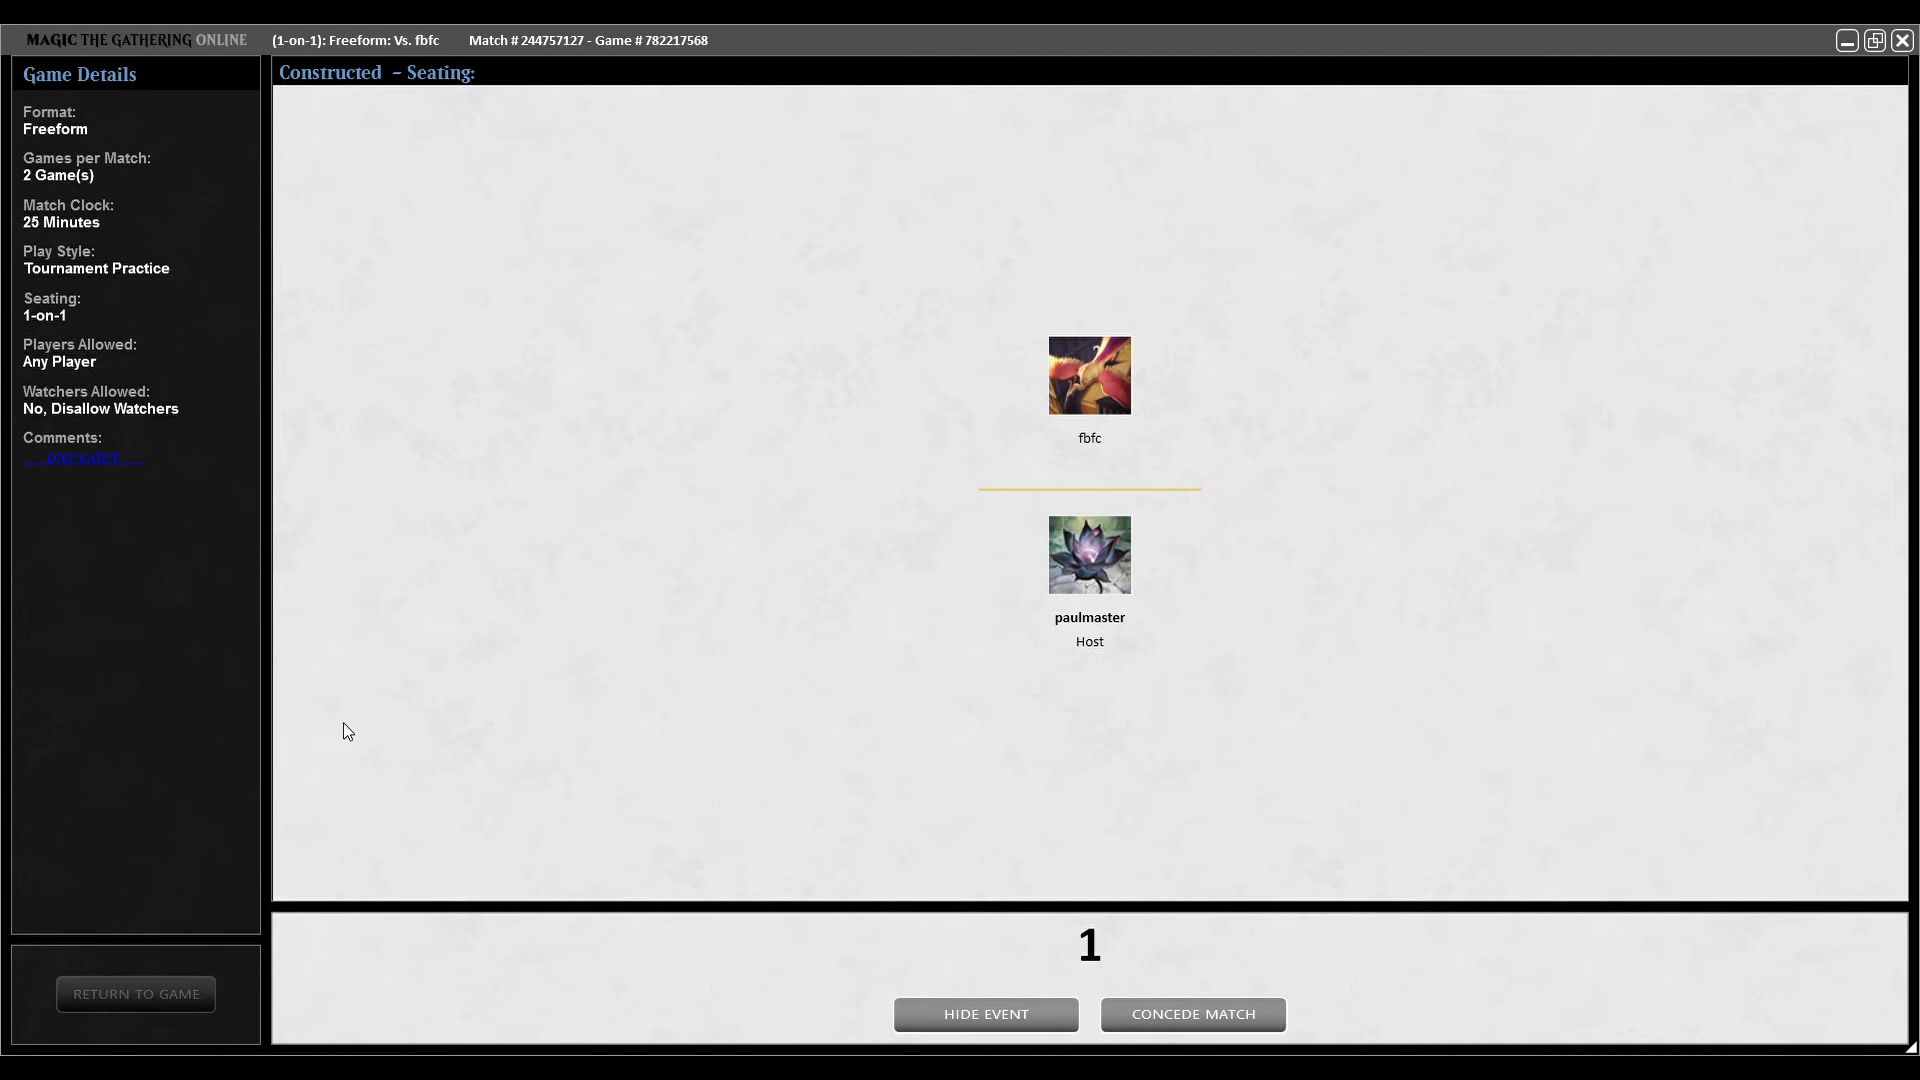 MAGIC THE GATHERING ONLINE
(1-on-1): Freeform: Vs. fbfc
Match # 244757127 - Game # 782217568
Game Details
Format:
Freeform
Games per Match:
2 Game(s)
Match Clock:
25 Minutes
Play Style:
Tournament Practice
Seating:
1-on-1
Players Allowed:
Any Player
Watchers Allowed:
No, Disallow Watchers
Comments:
premodern
RETURN TO GAME
Constructed - Seating:
fbfc
paulmaster
Host
1
HIDE EVENT
CONCEDE MATCH